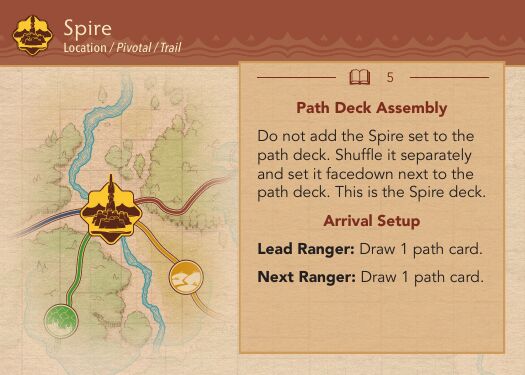 Spire
Location / Pivotal / Trail
5
Path Deck Assembly
Do not add the Spire set to the
path deck. Shuffle it separately
and set it facedown next to the
path deck. This is the Spire deck.
Arrival Setup
Lead Ranger: Draw 1 path card.
Next Ranger: Draw 1 path card.